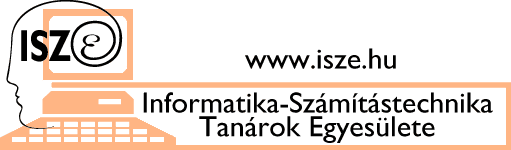 ISZE
www.isze.hu
Informatika-Számítástechnika
Tanárok Egyesülete